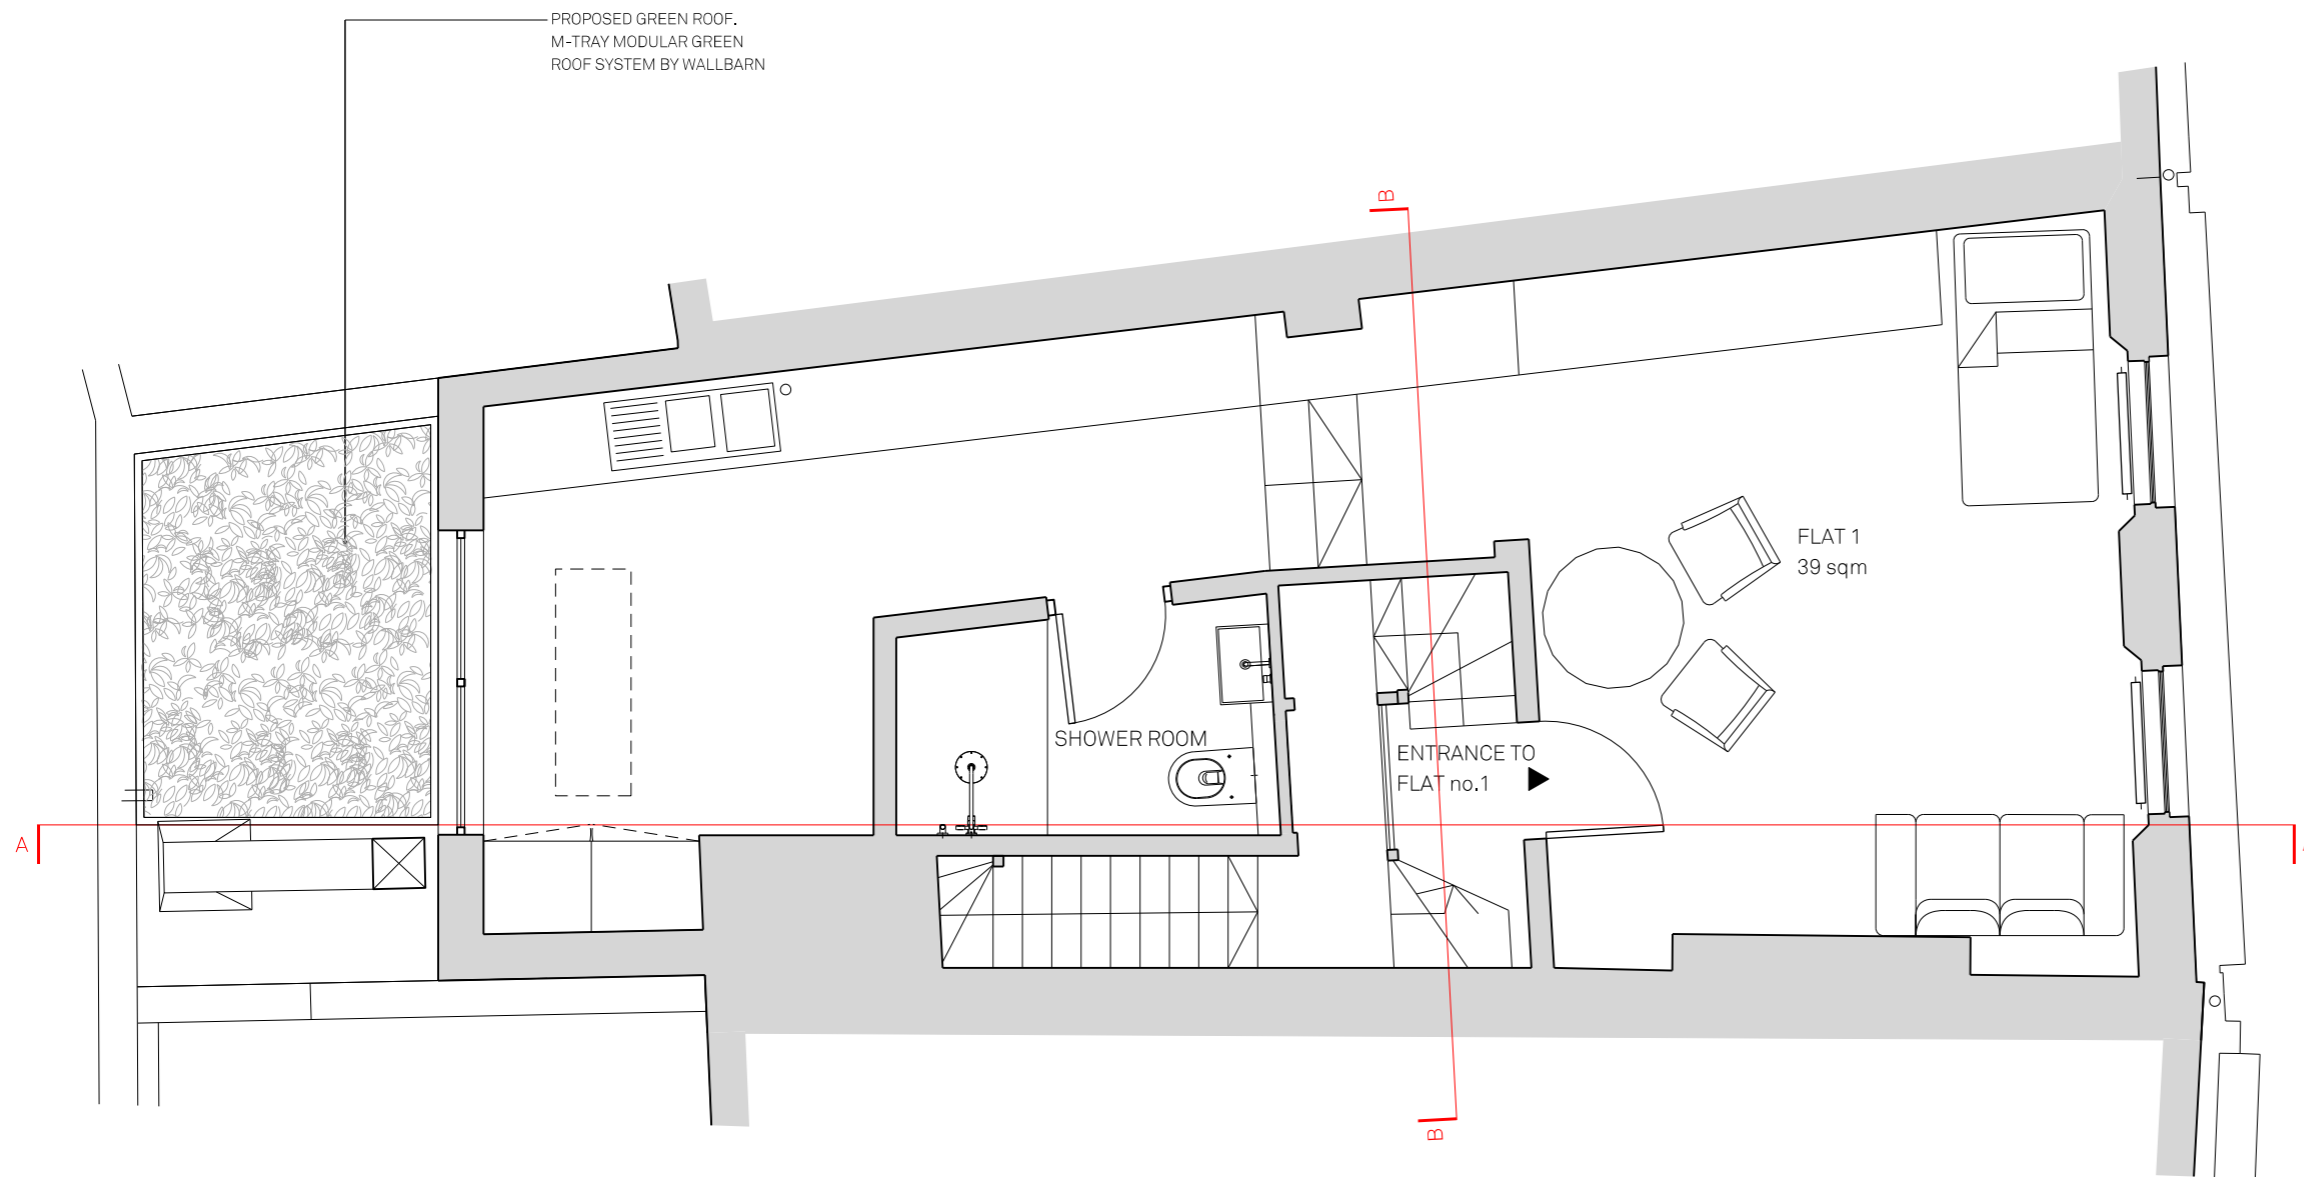 PROPOSED GREEN ROOF.
M-TRAY MODULAR GREEN
ROOF SYSTEM BY WALLBARN
B
FLAT 1
39 sqm
SHOWER ROOM
ENTRANCE TO
FLAT no.1
A
B